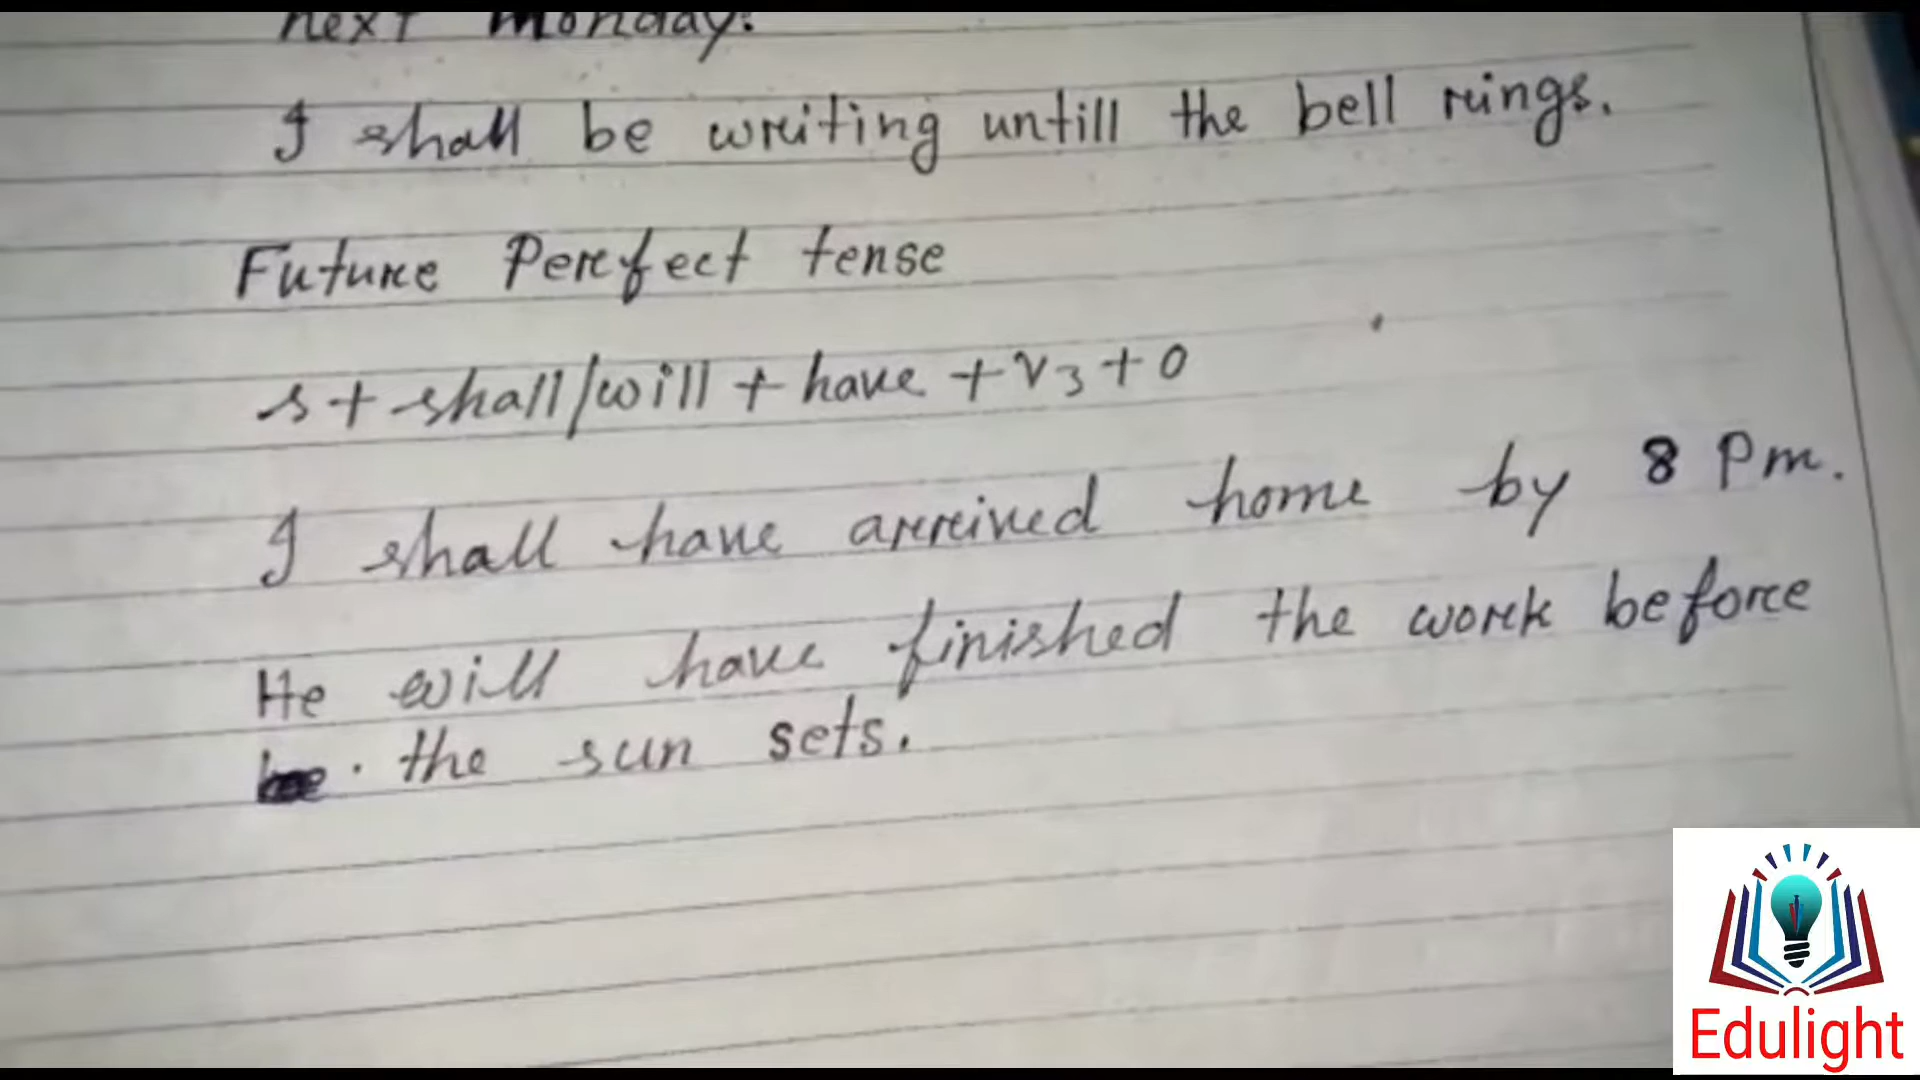 next monday.
I shall be writing untill the bell rings.
Future Perfect tense
s + shall/will + have + v3 + o
I shall have arrived home by 8 Pm.
He will have finished the work before
the sun sets.
Edulight